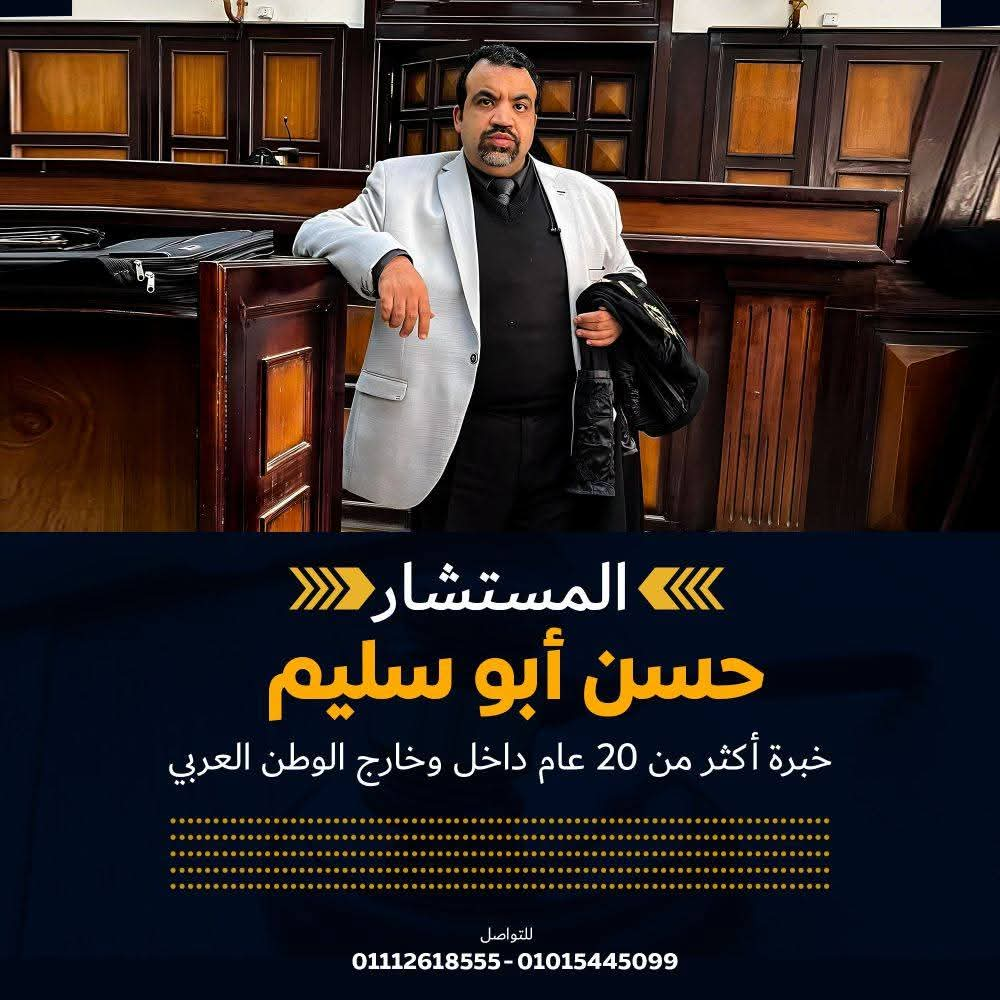 المستشار
حسن أبو سليم
خبرة أكثر من 20 عام داخل وخارج الوطن العربي
للتواصل
01112618555 - 01015445099